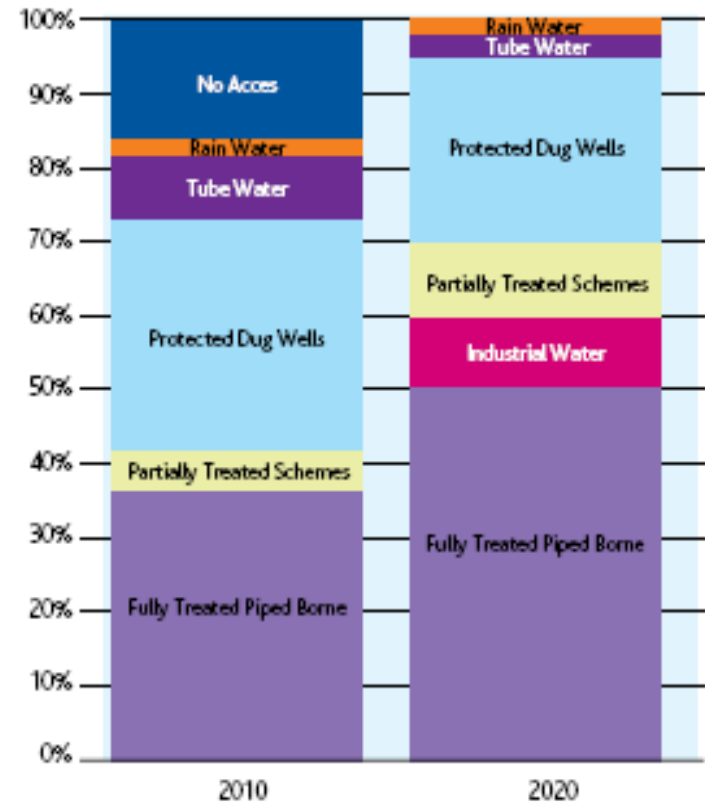 100%
90%
80%
70%
60%
50%
40%
30%
20%
10%
0%
No Acces
Rain Water
Tube Water
Protected Dug Wells
Partially Treated Schemes
Fully Treated Piped Borne
2010
Rain Water
Tube Water
Protected Dug Wells
Partially Treated Schemes
Industrial Water
Fully Treated Piped Borne
2020